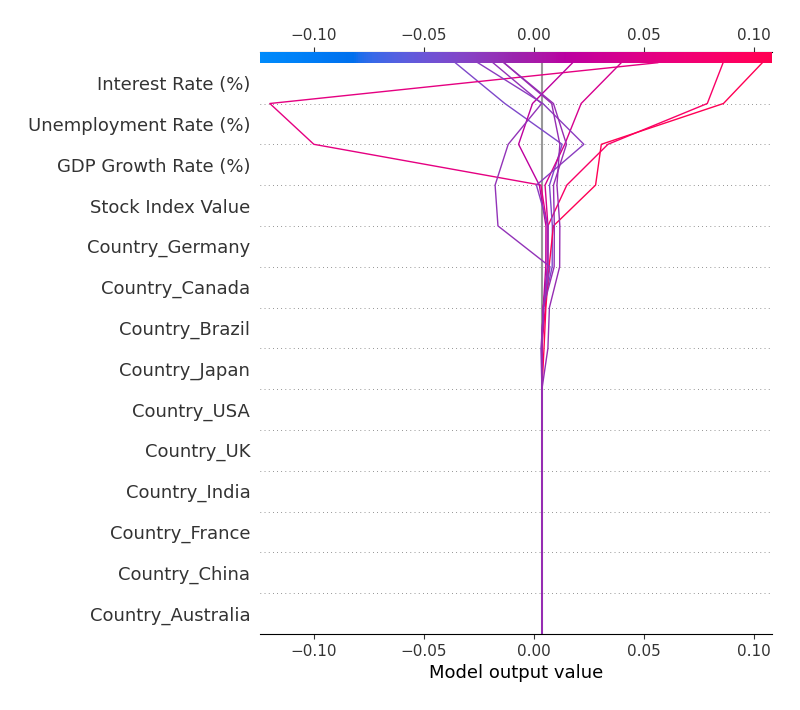 −0.10 −0.05 0.00 0.05 0.10
Interest Rate (%)
Unemployment Rate (%)
GDP Growth Rate (%)
Stock Index Value
Country_Germany
Country_Canada
Country_Brazil
Country_Japan
Country_USA
Country_UK
Country_India
Country_France
Country_China
Country_Australia
−0.10 −0.05 0.00 0.05 0.10
Model output value